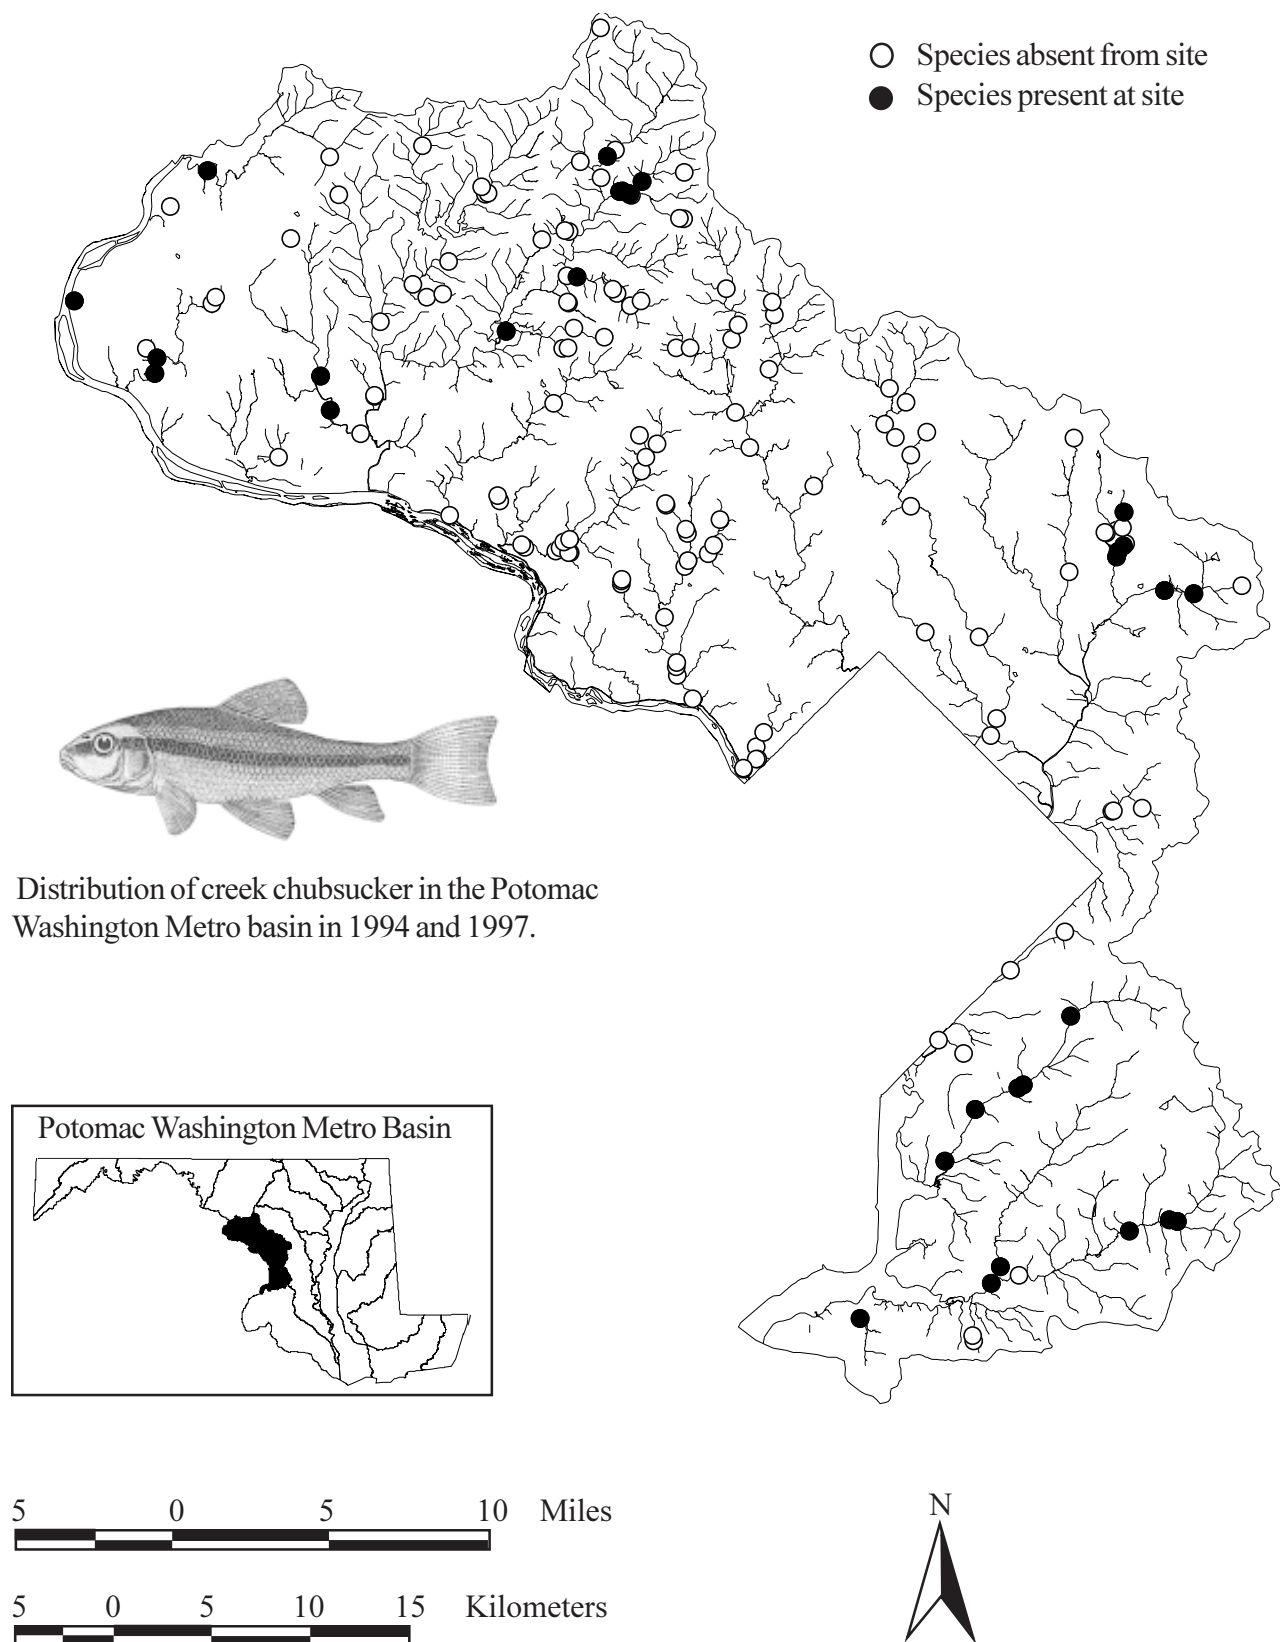 Species absent from site
Species present at site
Distribution of creek chubsucker in the Potomac
Washington Metro basin in 1994 and 1997.
Potomac Washington Metro Basin
5 0 5 10 Miles
5 0 5 10 15 Kilometers
N